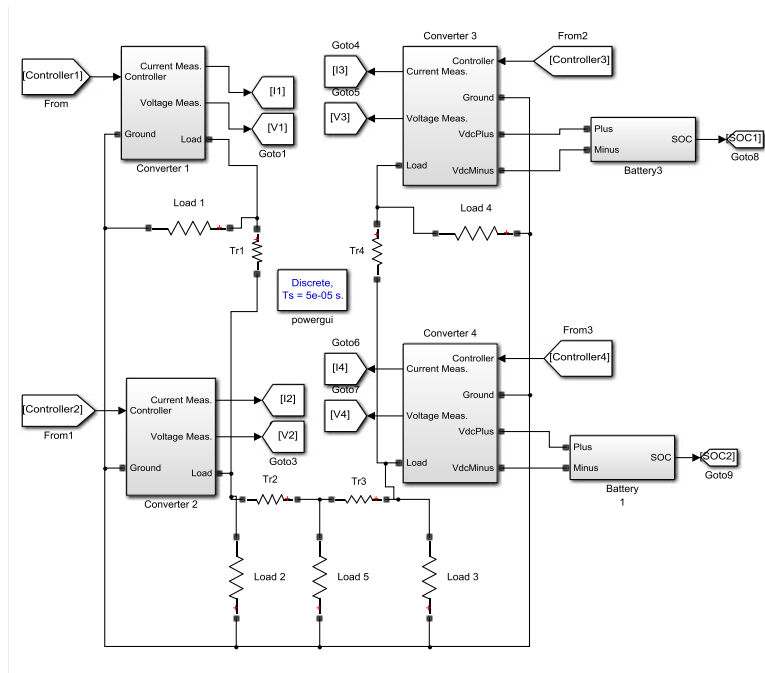 Converter 3
Goto4
From2
[Controller1]
Current Meas.
Controller
[I3]
Controller
[Controller3]
Current Meas.
From
Voltage Meas.
[I1]
Goto5
Ground
[V3]
Voltage Meas.
[V1]
Ground
Load
Goto1
VdcPlus
Plus
SOC
[SOC1]
Minus
Goto8
Converter 1
Load
VdcMinus
Battery3
Load 1
Load 4
Tr1
Tr4
Discrete,
Ts = 5e-05 s.
powergui
Converter 4
From3
Goto6
[I4]
Controller
[Controller4]
Current Meas.
Goto7
Ground
[Controller2]
Current Meas.
[I2]
Controller
[V4]
Voltage Meas.
From1
Voltage Meas.
[V2]
VdcPlus
Plus
Goto3
SOC
[SOC2]
Ground
Load
Load
VdcMinus
Minus
Goto9
Tr2
Tr3
Battery
1
Converter 2
Load 2
Load 5
Load 3